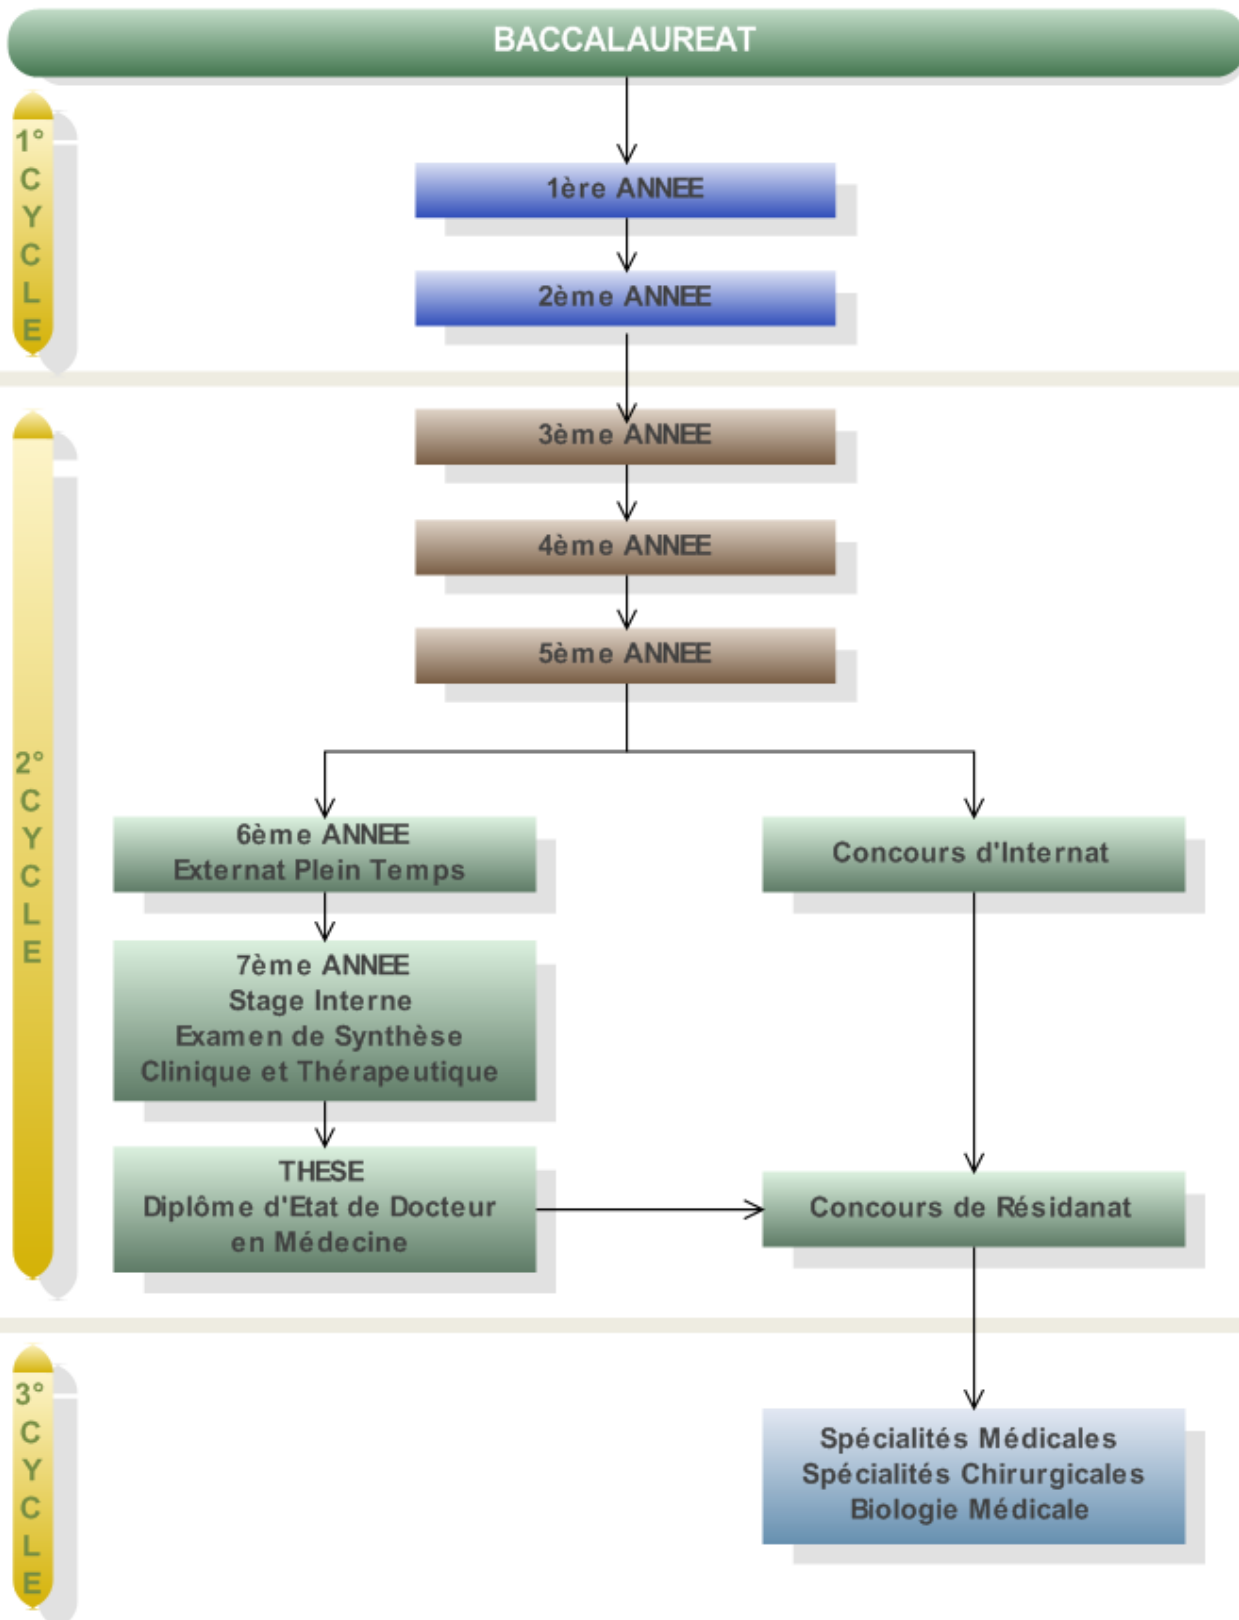 BACCALAUREAT
1°
C
Y
C
L
E
1ère ANNEE
2ème ANNEE
2°
C
Y
C
L
E
3ème ANNEE
4ème ANNEE
5ème ANNEE
6ème ANNEE
Externat Plein Temps
Concours d'Internat
7ème ANNEE
Stage Interne
Examen de Synthèse
Clinique et Thérapeutique
THESE
Diplôme d'Etat de Docteur
en Médecine
Concours de Résidanat
3°
C
Y
C
L
E
Spécialités Médicales
Spécialités Chirurgicales
Biologie Médicale